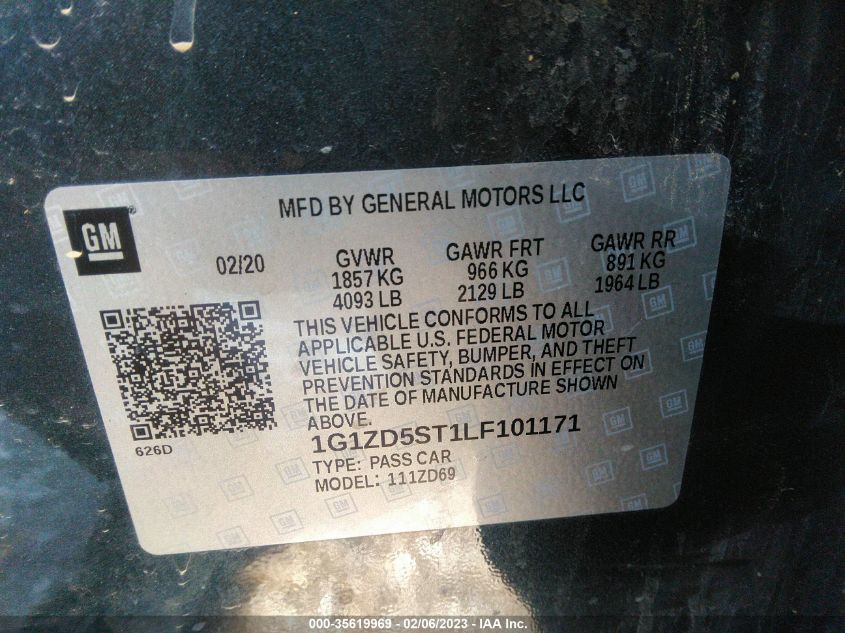 MFD BY GENERAL MOTORS LLC
GM
02/20
GVWR GAWR FRT GAWR RR
1857 KG 966 KG 891 KG
4093 LB 2129 LB 1964 LB
THIS VEHICLE CONFORMS TO ALL
APPLICABLE U.S. FEDERAL MOTOR
VEHICLE SAFETY, BUMPER, AND THEFT
PREVENTION STANDARDS IN EFFECT ON
THE DATE OF MANUFACTURE SHOWN
ABOVE.
626D
1G1ZD5ST1LF101171
TYPE: PASS CAR
MODEL: 111ZD69
000-35619969 - 02/06/2023 - IAA Inc.